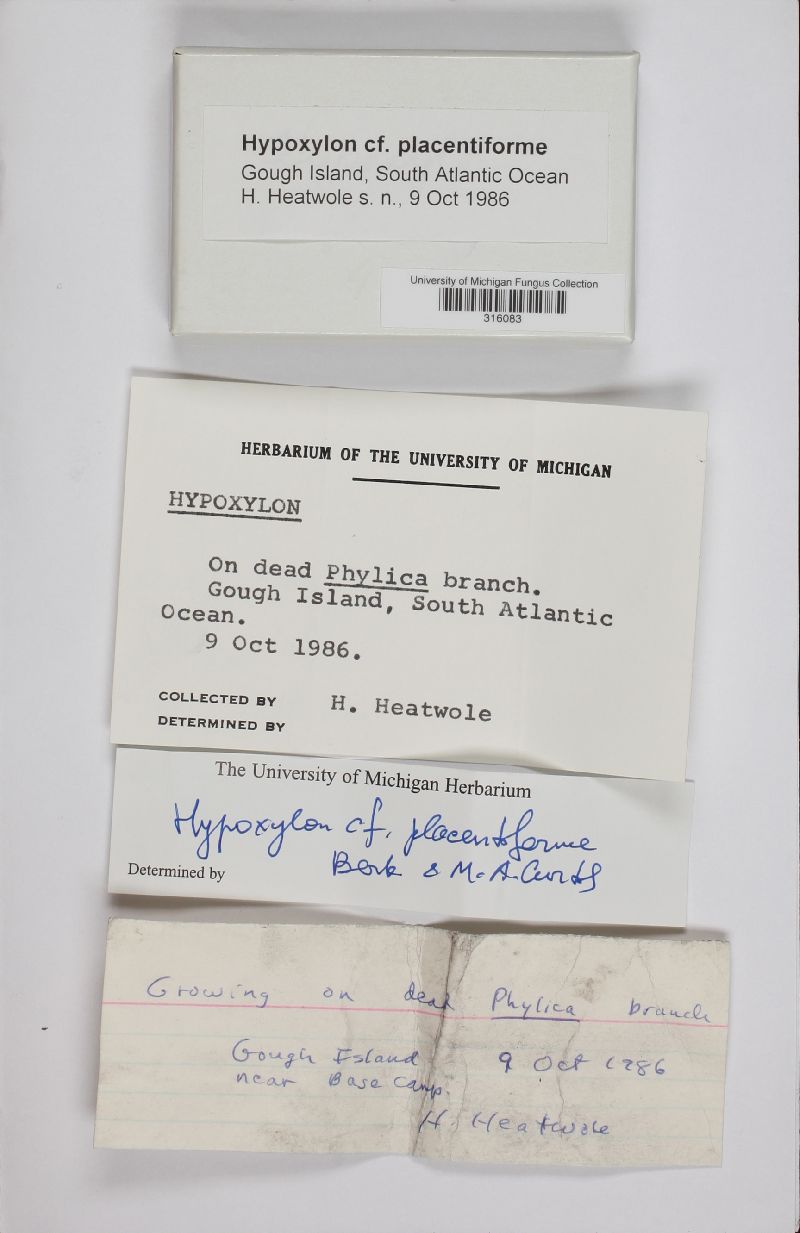 Hypoxylon cf. placentiforme
Gough Island, South Atlantic Ocean
H. Heatwole s. n., 9 Oct 1986
University of Michigan Fungus Collection
316083
HERBARIUM OF THE UNIVERSITY OF MICHIGAN
HYPOXYLON
On dead Phylica branch.
Gough Island, South Atlantic
Ocean.
9 Oct 1986.
COLLECTED BY H. Heatwole
DETERMINED BY
The University of Michigan Herbarium
Hypoxylon cf. placentiforme
Berk & M.A. Curtis
Determined by
Growing on dead Phylica branch
Gough Island 9 Oct 1986
near Base Camp.
H. Heatwole